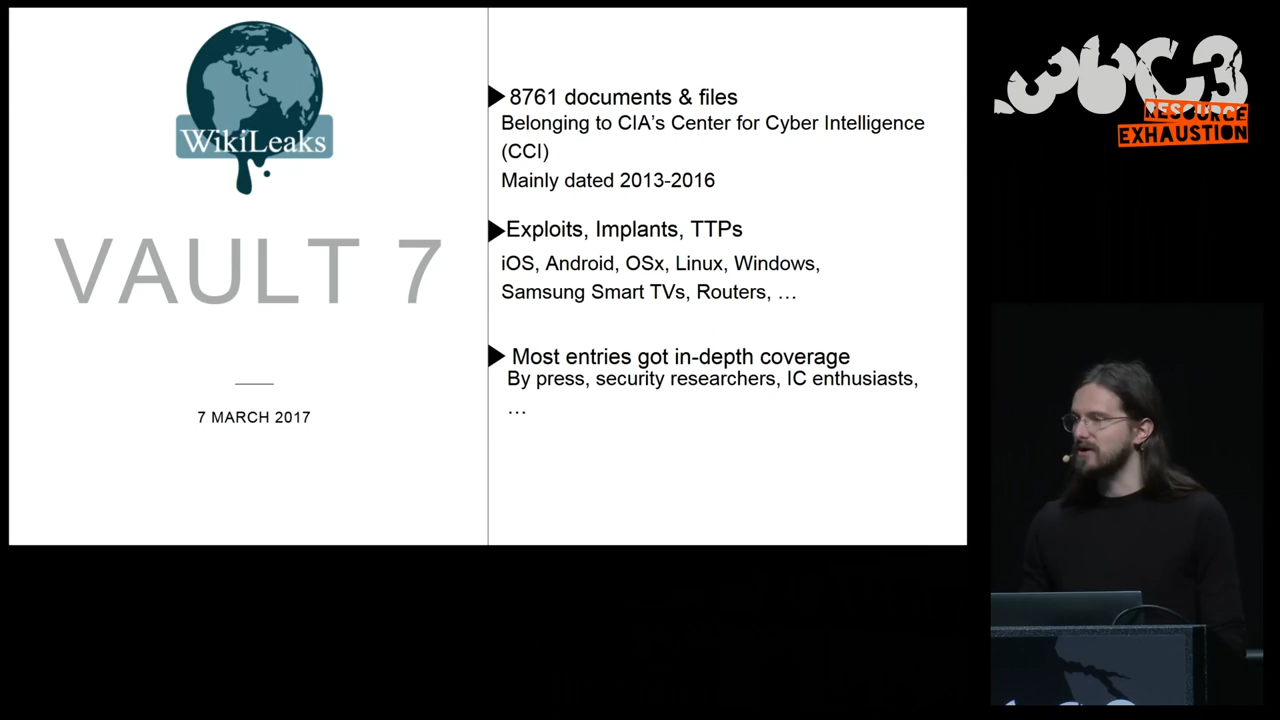 WikiLeaks
VAULT 7
7 MARCH 2017
8761 documents & files
Belonging to CIA's Center for Cyber Intelligence
(CCI)
Mainly dated 2013-2016
Exploits, Implants, TTPs
iOS, Android, OSx, Linux, Windows,
Samsung Smart TVs, Routers, …
Most entries got in-depth coverage
By press, security researchers, IC enthusiasts,
…
36C3
RESOURCE
EXHAUSTION